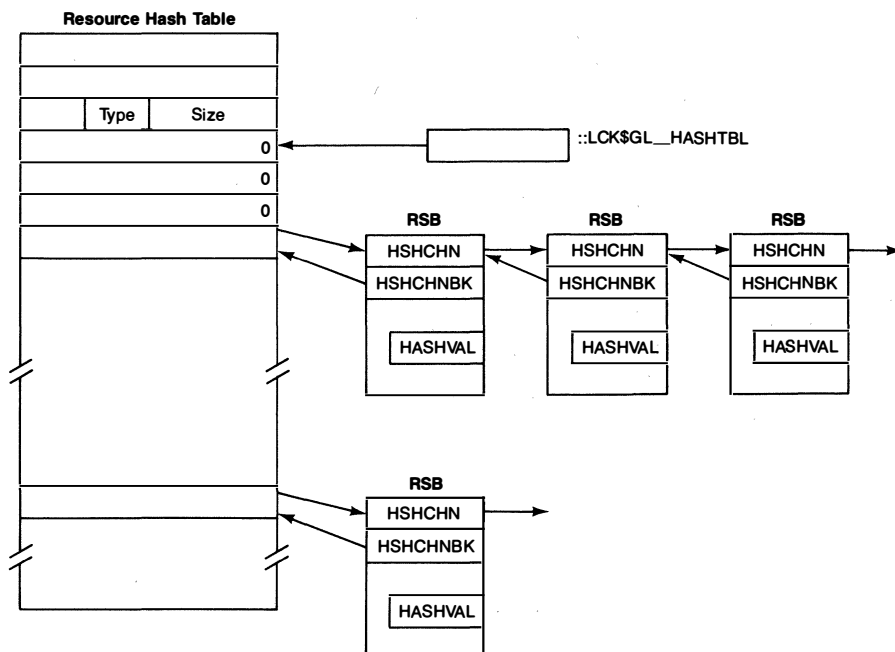 Resource Hash Table
Type Size
0
::LCK$GL__HASHTBL
0
0
RSB RSB RSB
HSHCHN HSHCHN HSHCHN
HSHCHNBK HSHCHNBK HSHCHNBK
HASHVAL HASHVAL HASHVAL
RSB
HSHCHN
HSHCHNBK
HASHVAL